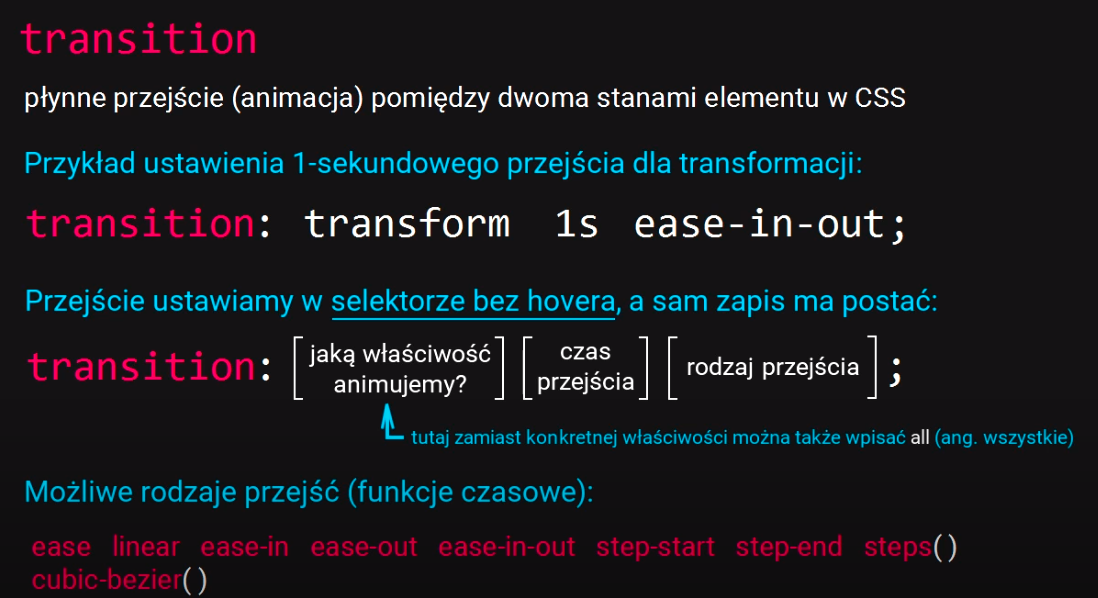 transition
płynne przejście (animacja) pomiędzy dwoma stanami elementu w CSS
Przykład ustawienia 1-sekundowego przejścia dla transformacji:
transition: transform 1s ease-in-out;
Przejście ustawiamy w selektorze bez hovera, a sam zapis ma postać:
transition: [jaką właściwość animujemy?] [czas przejścia] [rodzaj przejścia];
tutaj zamiast konkretnej właściwości można także wpisać all (ang. wszystkie)
Możliwe rodzaje przejść (funkcje czasowe):
ease linear ease-in ease-out ease-in-out step-start step-end steps()
cubic-bezier()